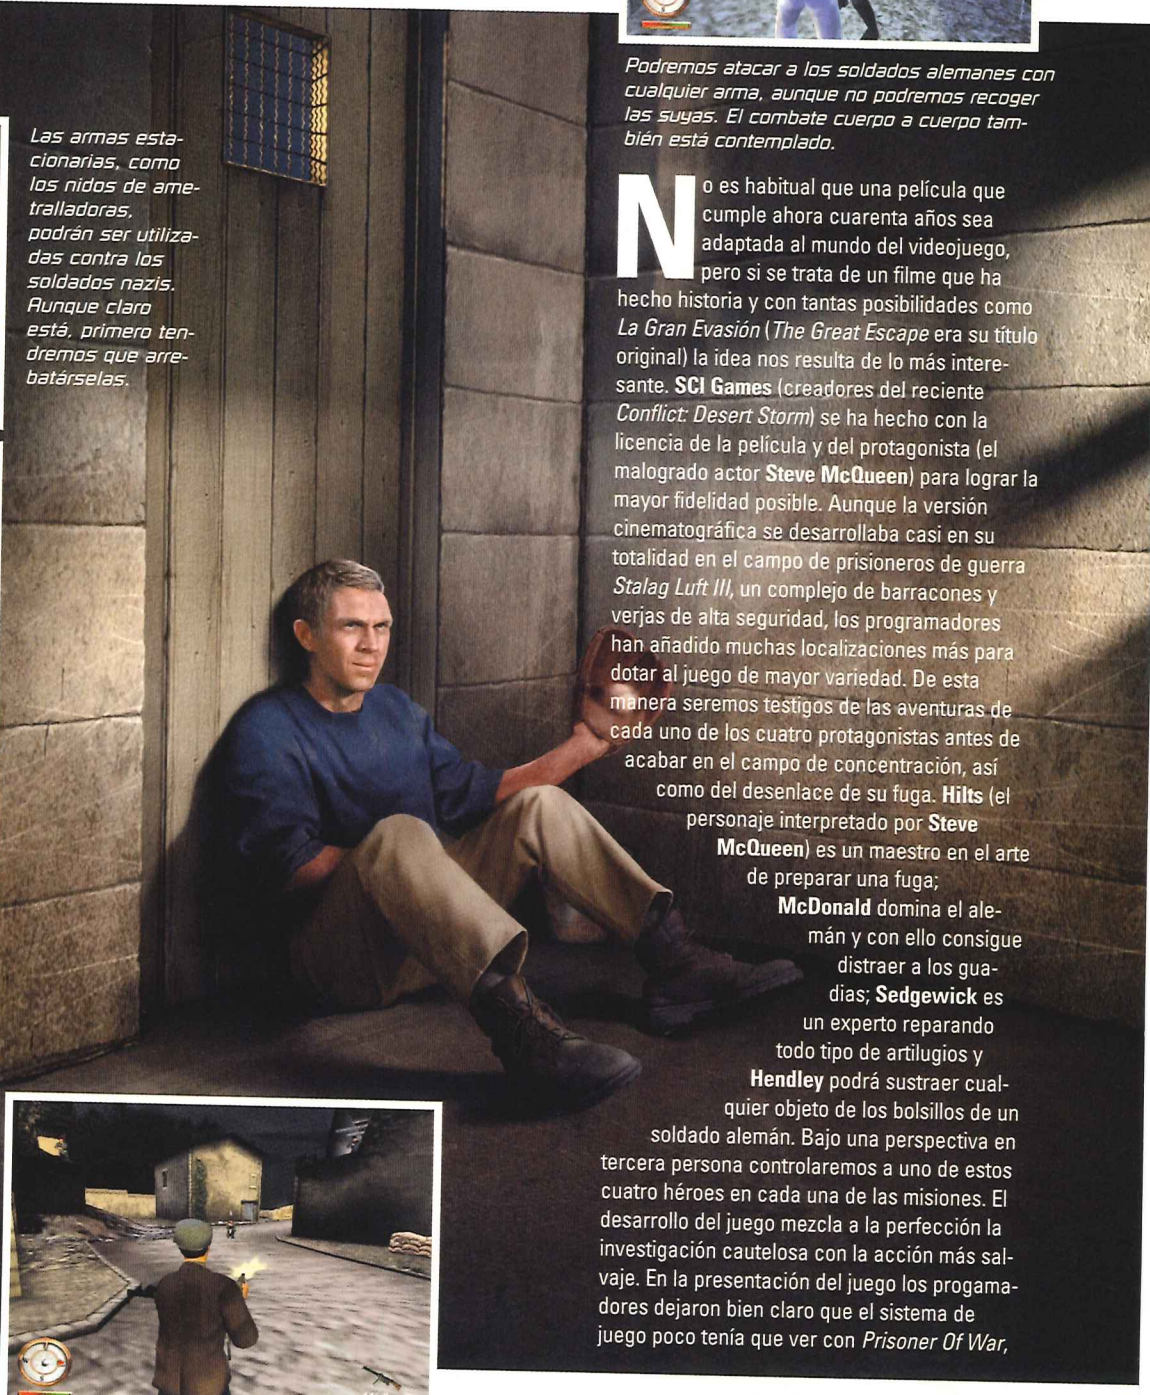 Podremos atacar a los soldados alemanes con
cualquier arma, aunque no podremos recoger
las suyas. El combate cuerpo a cuerpo tam-
bién está contemplado.
Las armas esta-
cionarias, como
los nidos de ame-
tralladoras,
podrán ser utiliza-
das contra los
soldados nazis.
Aunque claro
está, primero ten-
dremos que arre-
batárselas.
No es habitual que una película que
cumple ahora cuarenta años sea
adaptada al mundo del videojuego,
pero si se trata de un filme que ha
hecho historia y con tantas posibilidades como
La Gran Evasión (The Great Escape era su título
original) la idea nos resulta de lo más intere-
sante. SCI Games (creadores del reciente
Conflict: Desert Storm) se ha hecho con la
licencia de la película y del protagonista (el
malogrado actor Steve McQueen) para lograr la
mayor fidelidad posible. Aunque la versión
cinematográfica se desarrollaba casi en su
totalidad en el campo de prisioneros de guerra
Stalag Luft III, un complejo de barracones y
verjas de alta seguridad, los programadores
han añadido muchas localizaciones más para
dotar al juego de mayor variedad. De esta
manera seremos testigos de las aventuras de
cada uno de los cuatro protagonistas antes de
acabar en el campo de concentración, así
como del desenlace de su fuga. Hilts (el
personaje interpretado por Steve
McQueen) es un maestro en el arte
de preparar una fuga;
McDonald domina el ale-
mán y con ello consigue
distraer a los gua-
dias; Sedgewick es
un experto reparando
todo tipo de artilugios y
Hendley podrá sustraer cual-
quier objeto de los bolsillos de un
soldado alemán. Bajo una perspectiva en
tercera persona controlaremos a uno de estos
cuatro héroes en cada una de las misiones. El
desarrollo del juego mezcla a la perfección la
investigación cautelosa con la acción más sal-
vaje. En la presentación del juego los progama-
dores dejaron bien claro que el sistema de
juego poco tenía que ver con Prisoner Of War,